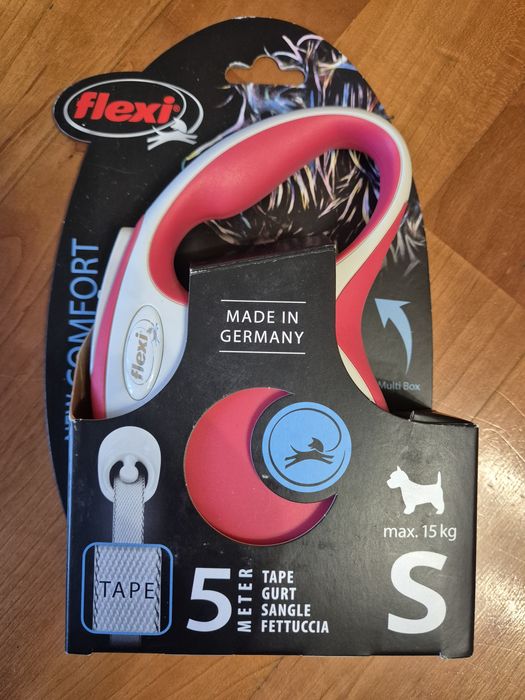 flexi®
NEW COMFORT
MADE IN
GERMANY
flexi
Multi Box
max. 15 kg
TAPE
5
METER
TAPE
GURT
SANGLE
FETTUCCIA
S